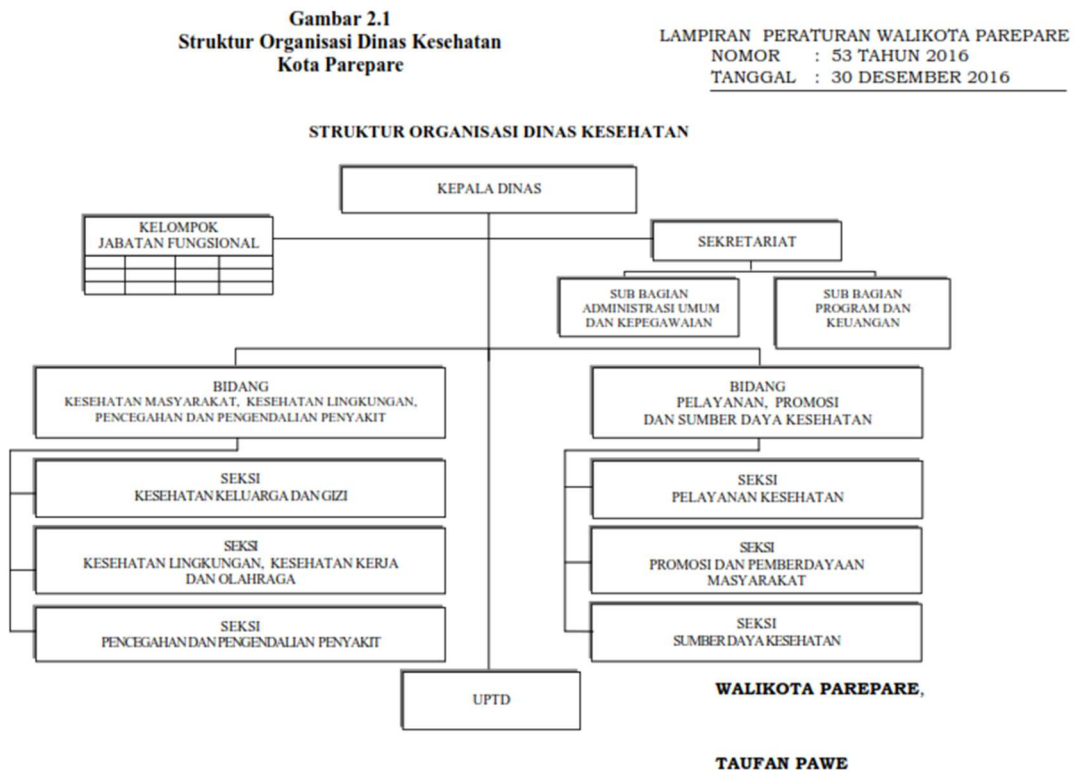 Gambar 2.1
Struktur Organisasi Dinas Kesehatan
Kota Parepare
LAMPIRAN PERATURAN WALIKOTA PAREPARE
NOMOR : 53 TAHUN 2016
TANGGAL : 30 DESEMBER 2016
STRUKTUR ORGANISASI DINAS KESEHATAN
KEPALA DINAS
KELOMPOK
JABATAN FUNGSIONAL
SEKRETARIAT
SUB BAGIAN
ADMINISTRASI UMUM
DAN KEPEGAWAIAN
SUB BAGIAN
PROGRAM DAN
KEUANGAN
BIDANG
KESEHATAN MASYARAKAT, KESEHATAN LINGKUNGAN,
PENCEGAHAN DAN PENGENDALIAN PENYAKIT
BIDANG
PELAYANAN, PROMOSI
DAN SUMBER DAYA KESEHATAN
SEKSI
KESEHATAN KELUARGA DAN GIZI
SEKSI
PELAYANAN KESEHATAN
SEKSI
KESEHATAN LINGKUNGAN, KESEHATAN KERJA
DAN OLAHRAGA
SEKSI
PROMOSI DAN PEMBERDAYAAN
MASYARAKAT
SEKSI
PENCEGAHAN DAN PENGENDALIAN PENYAKIT
SEKSI
SUMBER DAYA KESEHATAN
UPTD
WALIKOTA PAREPARE,
TAUFAN PAWE